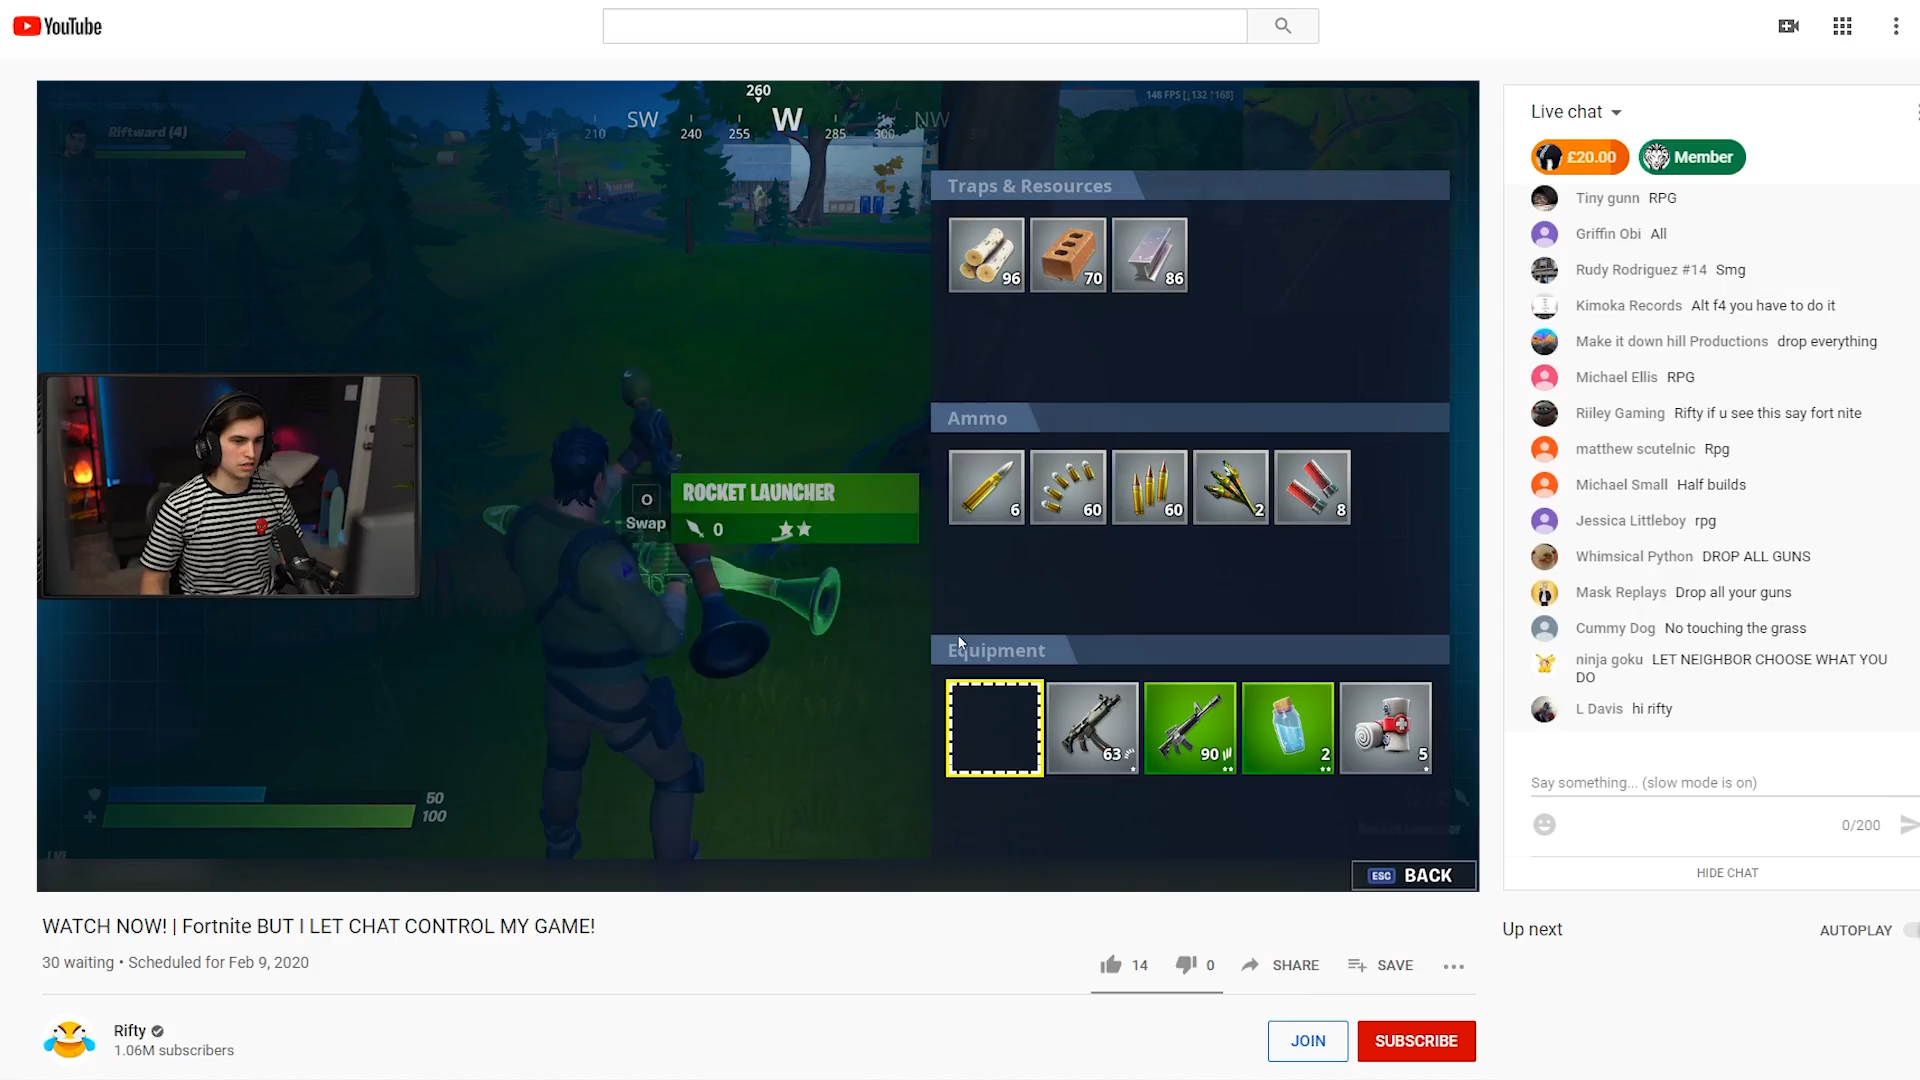 YouTube
Riftward (4)
260
SW
W
NW
195
210
240
255
285
300
148 FPS [↓132 ↑168]
Traps & Resources
96
70
86
Ammo
6
60
60
2
8
O
Swap
ROCKET LAUNCHER
0
Equipment
63
90
2
5
50
100
ESC BACK
Live chat
£20.00
Member
Tiny gunn RPG
Griffin Obi All
Rudy Rodriguez #14 Smg
Kimoka Records Alt f4 you have to do it
Make it down hill Productions drop everything
Michael Ellis RPG
Riiley Gaming Rifty if u see this say fort nite
matthew scutelnic Rpg
Michael Small Half builds
Jessica Littleboy rpg
Whimsical Python DROP ALL GUNS
Mask Replays Drop all your guns
Cummy Dog No touching the grass
ninja goku LET NEIGHBOR CHOOSE WHAT YOU
DO
L Davis hi rifty
Say something... (slow mode is on)
0/200
HIDE CHAT
WATCH NOW! | Fortnite BUT I LET CHAT CONTROL MY GAME!
30 waiting • Scheduled for Feb 9, 2020
14
0
SHARE
SAVE
Rifty
1.06M subscribers
JOIN
SUBSCRIBE
Up next
AUTOPLAY